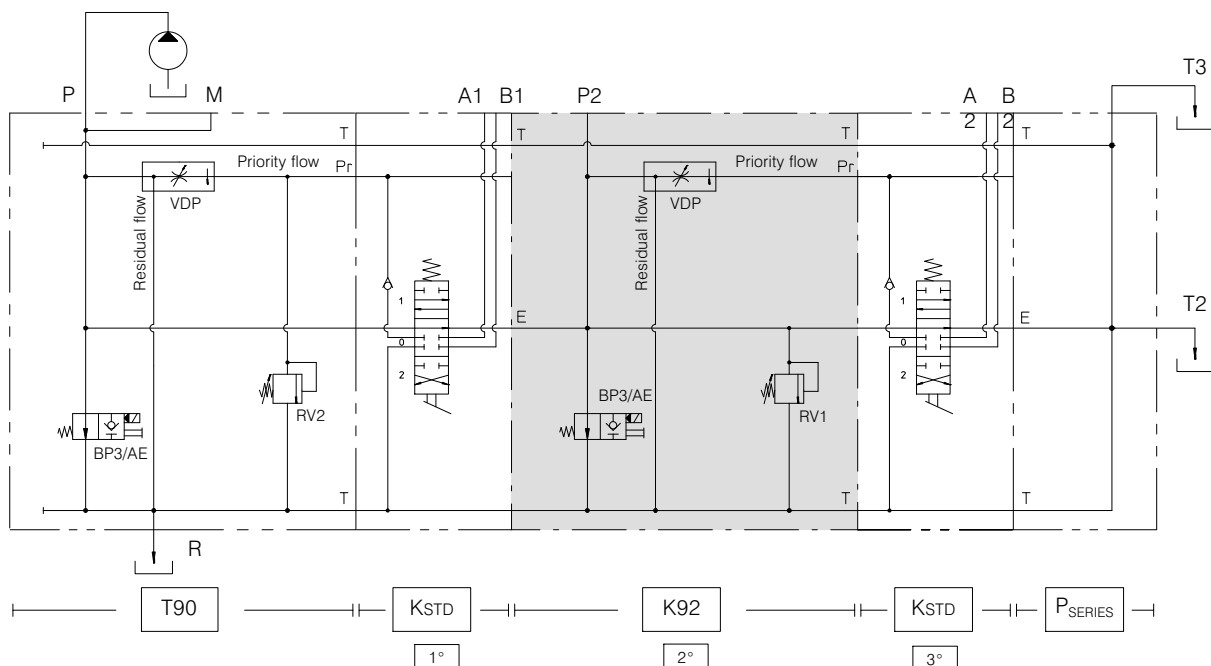 T3
P
M
A1
B1
P2
A
2
B
2
T
T
T
T
Priority flow
Pr
Priority flow
Pr
VDP
VDP
Residual flow
Residual flow
T2
1
E
1
E
0
0
2
2
BP3/AE
RV2
RV1
BP3/AE
T
T
T
R
T90
KSTD
K92
KSTD
PSERIES
1°
2°
3°